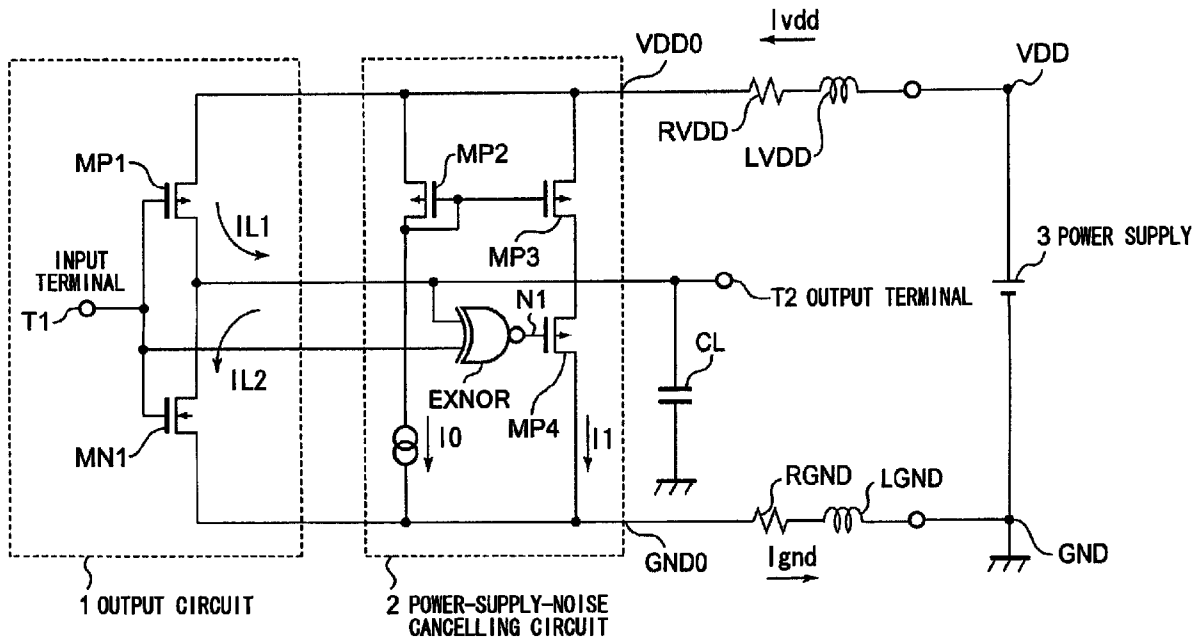 Ivdd
VDD0
VDD
RVDD
LVDD
MP1
MP2
IL1
MP3
3 POWER SUPPLY
INPUT
TERMINAL
T1
N1
T2 OUTPUT TERMINAL
IL2
EXNOR
CL
MP4
MN1
I0
I1
RGND
LGND
GND0
Ignd
GND
1 OUTPUT CIRCUIT
2 POWER-SUPPLY-NOISE
CANCELLING CIRCUIT